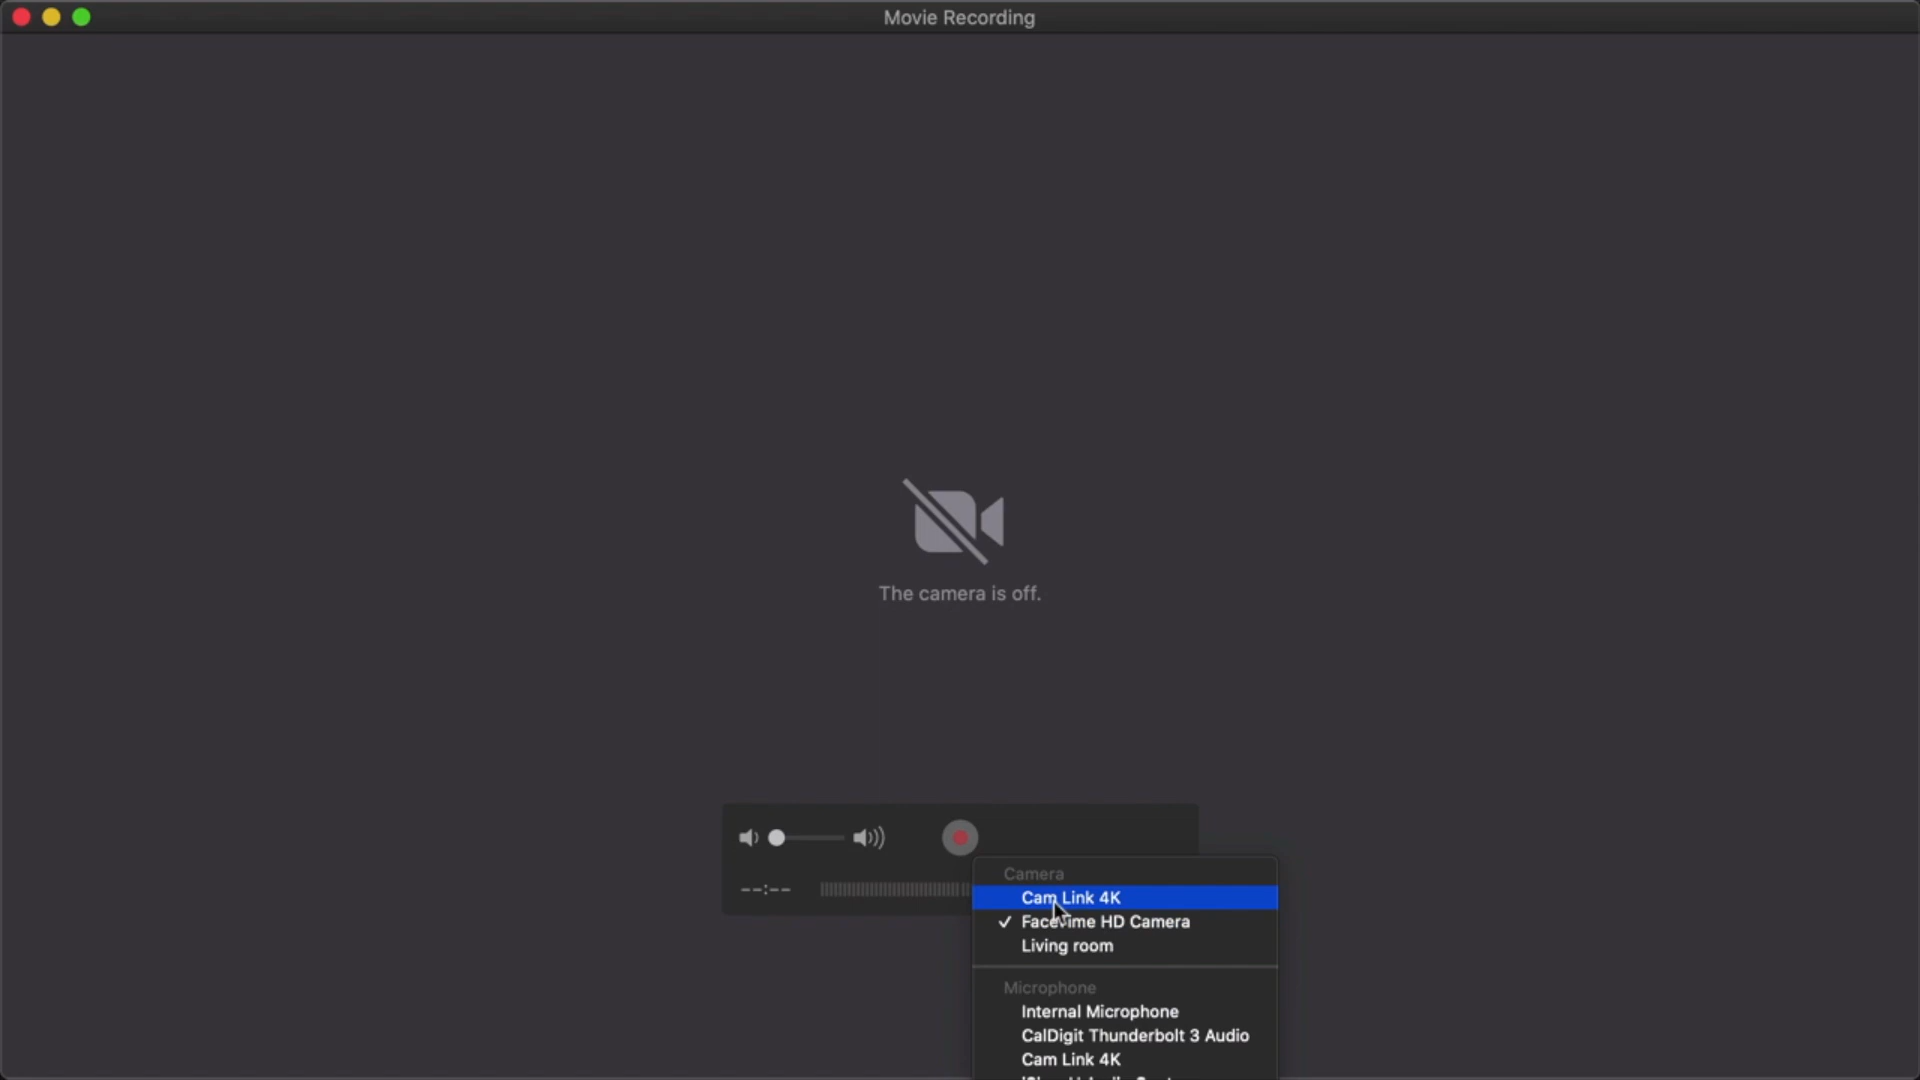 Movie Recording
The camera is off.
--:--
Camera
Cam Link 4K
✓ FaceTime HD Camera
Living room
Microphone
Internal Microphone
CalDigit Thunderbolt 3 Audio
Cam Link 4K